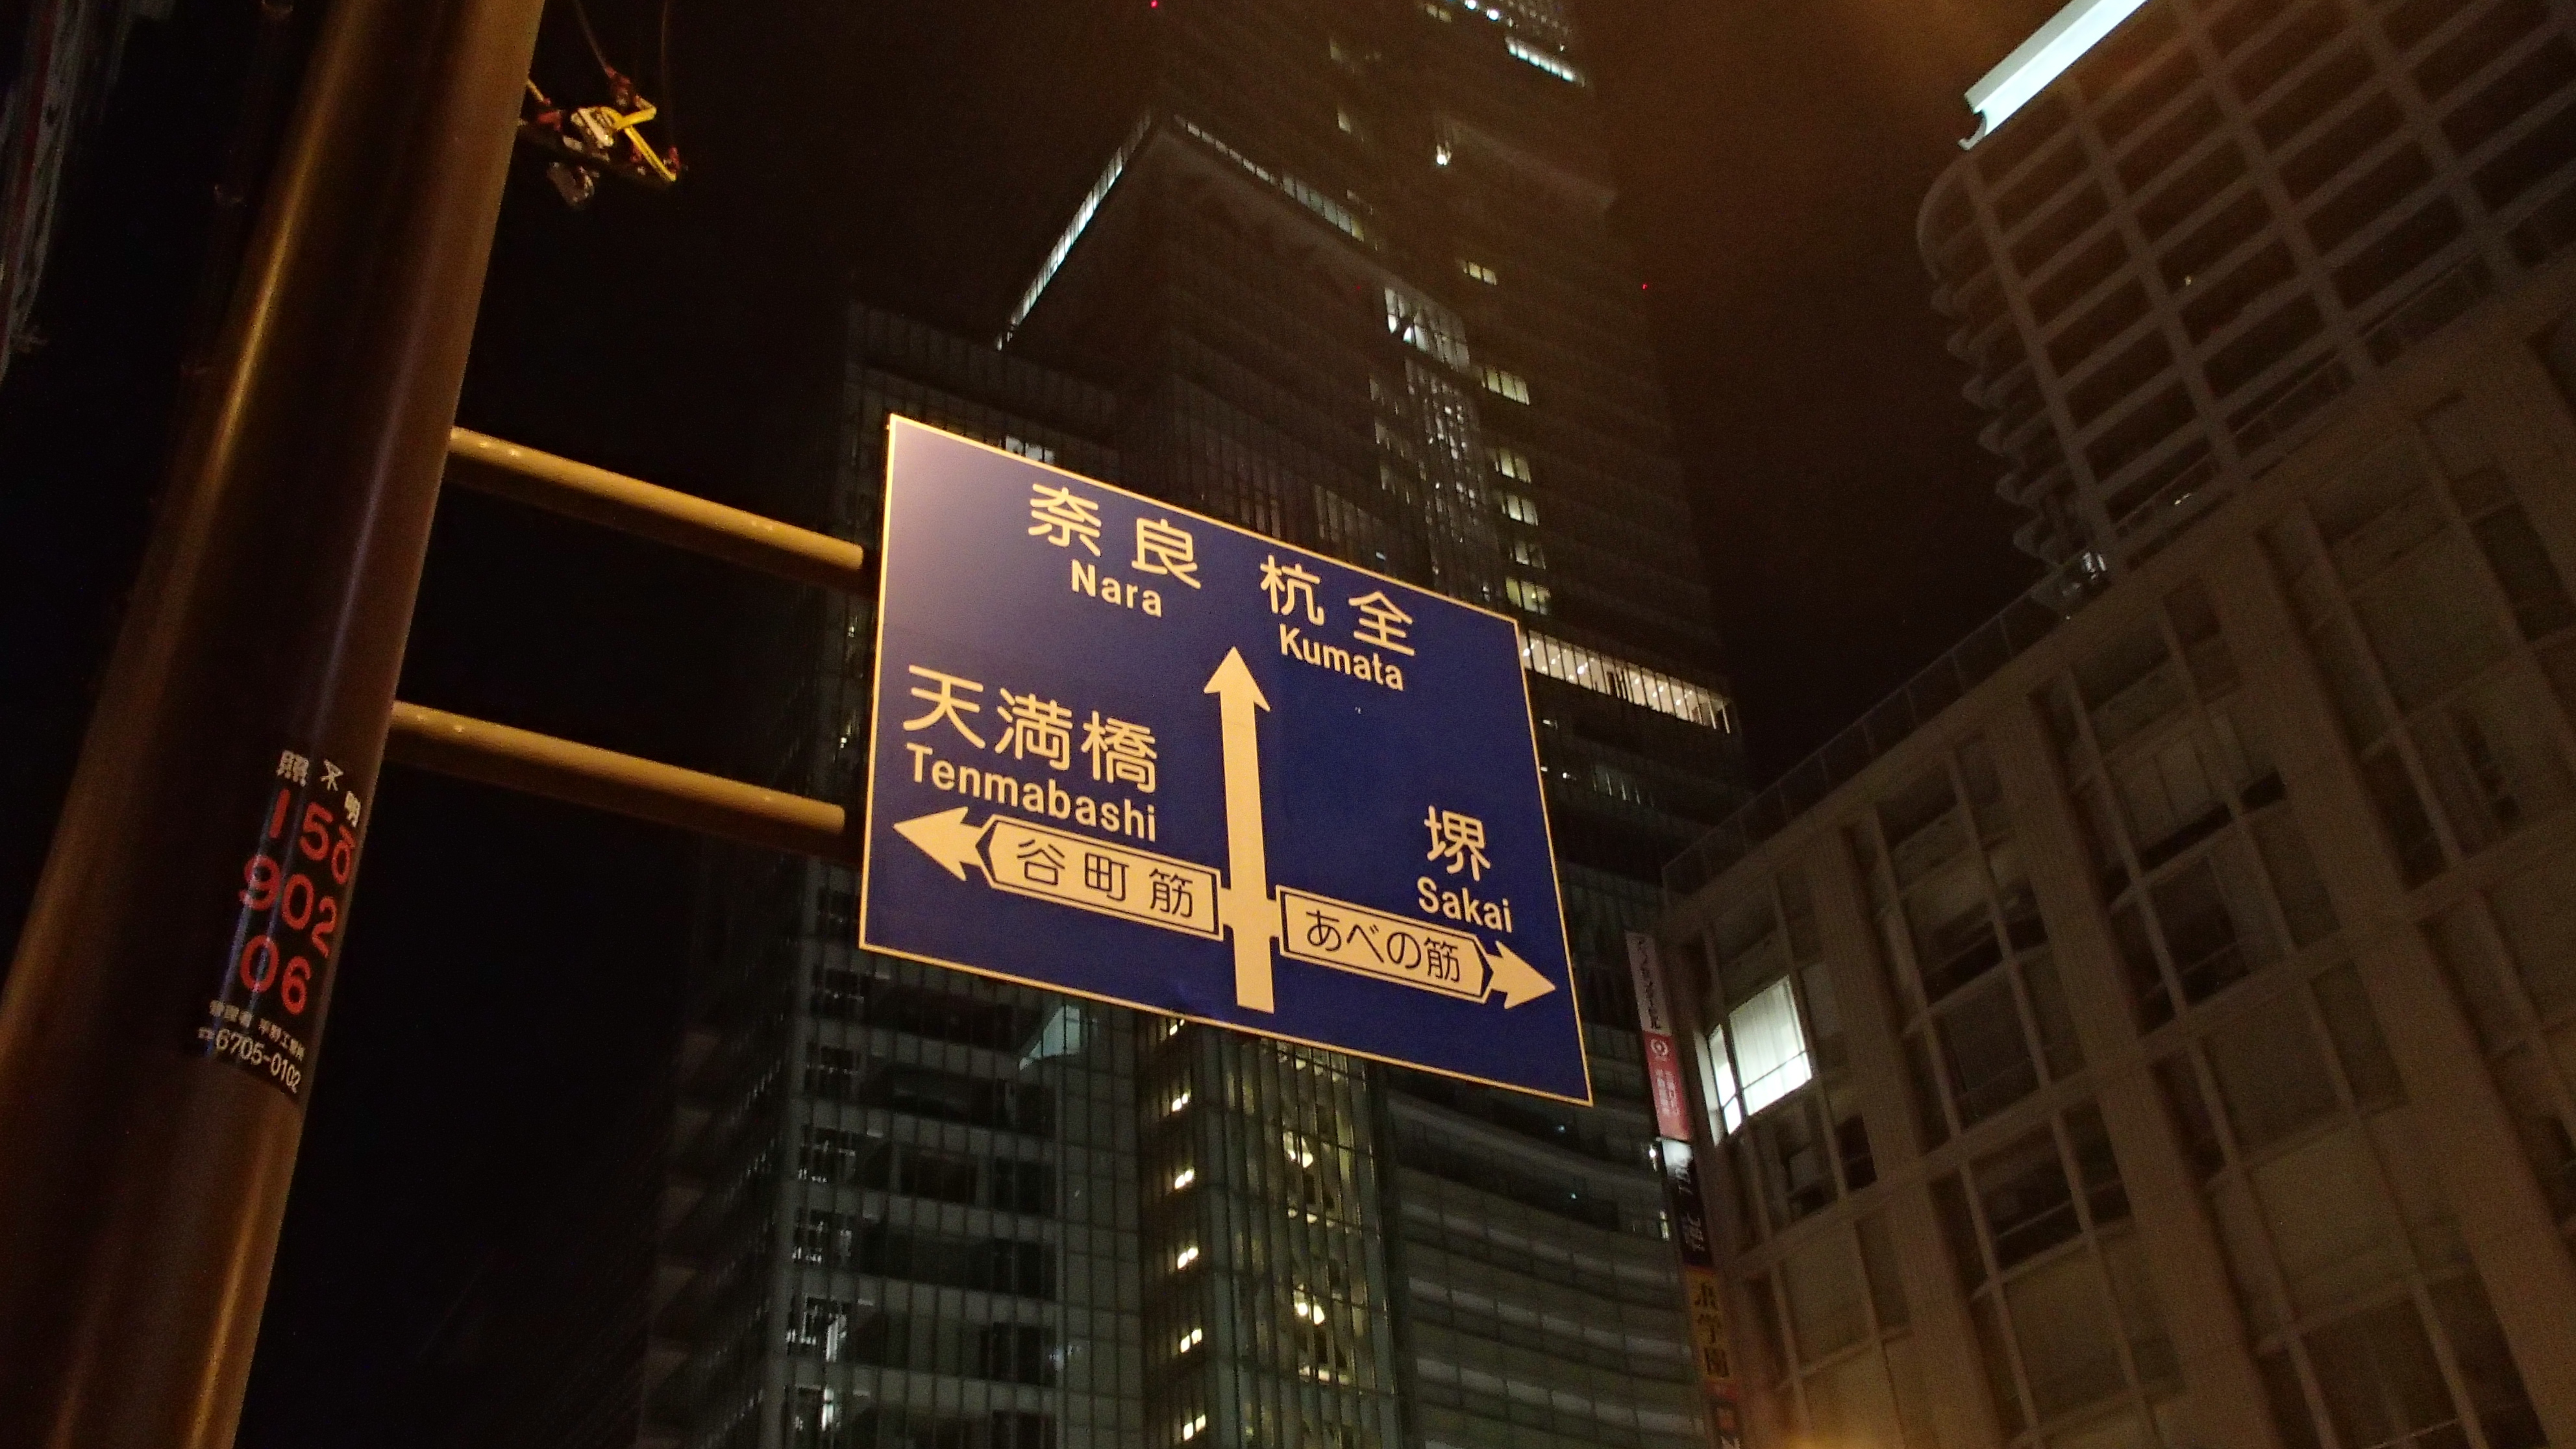 奈良 杭全
Nara Kumata
天満橋
Tenmabashi
谷町筋
堺
Sakai
あべの筋
照明
902
06
☎6705-0102
TBC